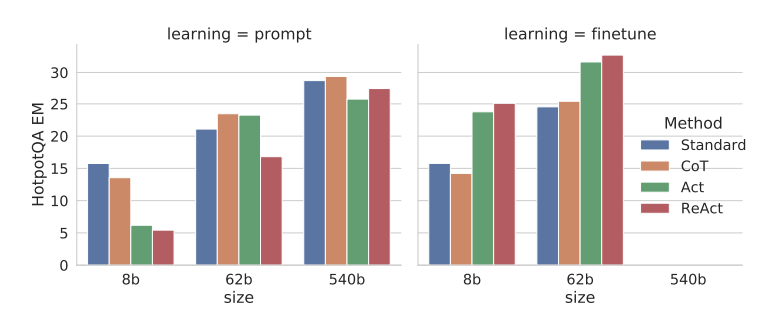 learning = prompt
learning = finetune
HotpotQA EM
30
25
20
15
10
5
0
8b
62b
540b
size
8b
62b
540b
size
Method
Standard
CoT
Act
ReAct